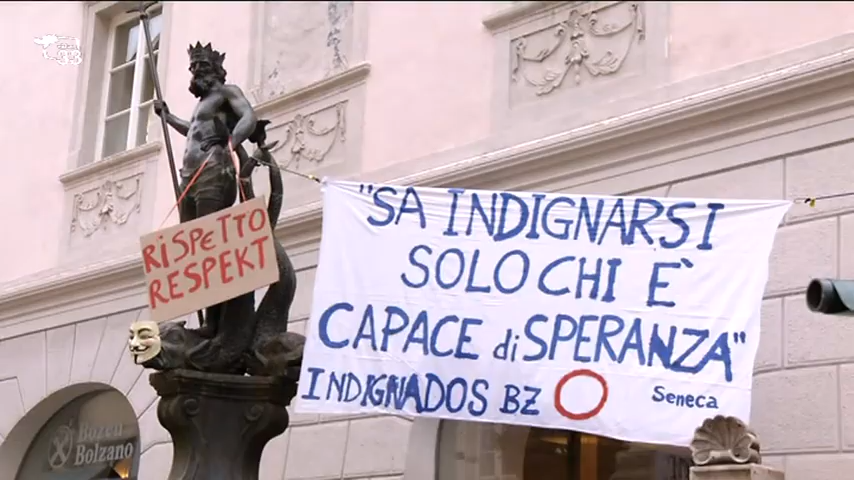 RISPeTTO
RESPEKT
"SA INDIGNARSI
SOLO CHI È
CAPACE di SPERANZA"
INDIGNADOS BZ
Seneca
Bozen
Bolzano